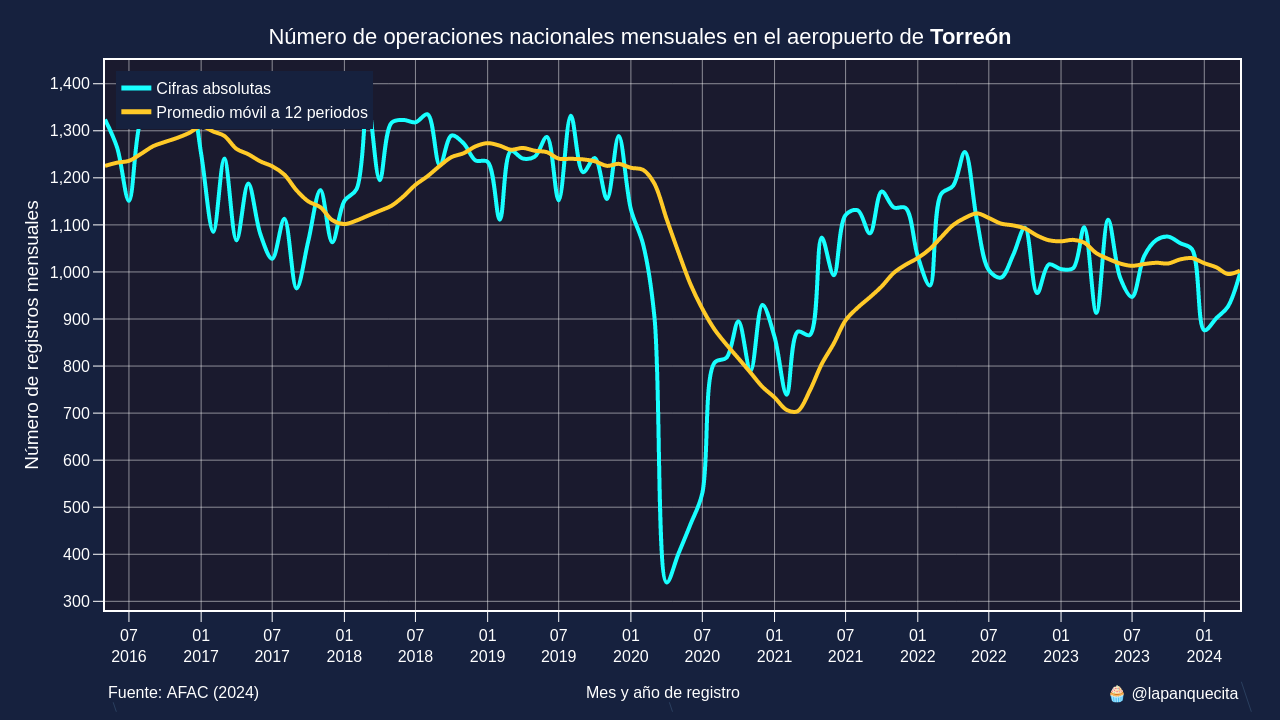 Número de operaciones nacionales mensuales en el aeropuerto de Torreón
Cifras absolutas
Promedio móvil a 12 periodos
Número de registros mensuales
1,400
1,300
1,200
1,100
1,000
900
800
700
600
500
400
300
07 01 07 01 07 01 07 01 07 01 07 01 07 01 07 01
2016 2017 2017 2018 2018 2019 2019 2020 2020 2021 2021 2022 2022 2023 2023 2024
Fuente: AFAC (2024)
Mes y año de registro
🧁 @lapanquecita